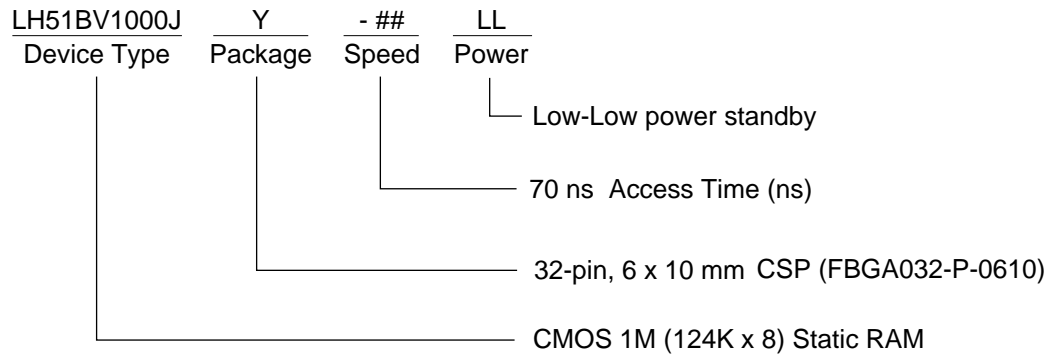 LH51BV1000J Y - ## LL
Device Type Package Speed Power
Low-Low power standby
70 ns Access Time (ns)
32-pin, 6 x 10 mm CSP (FBGA032-P-0610)
CMOS 1M (124K x 8) Static RAM